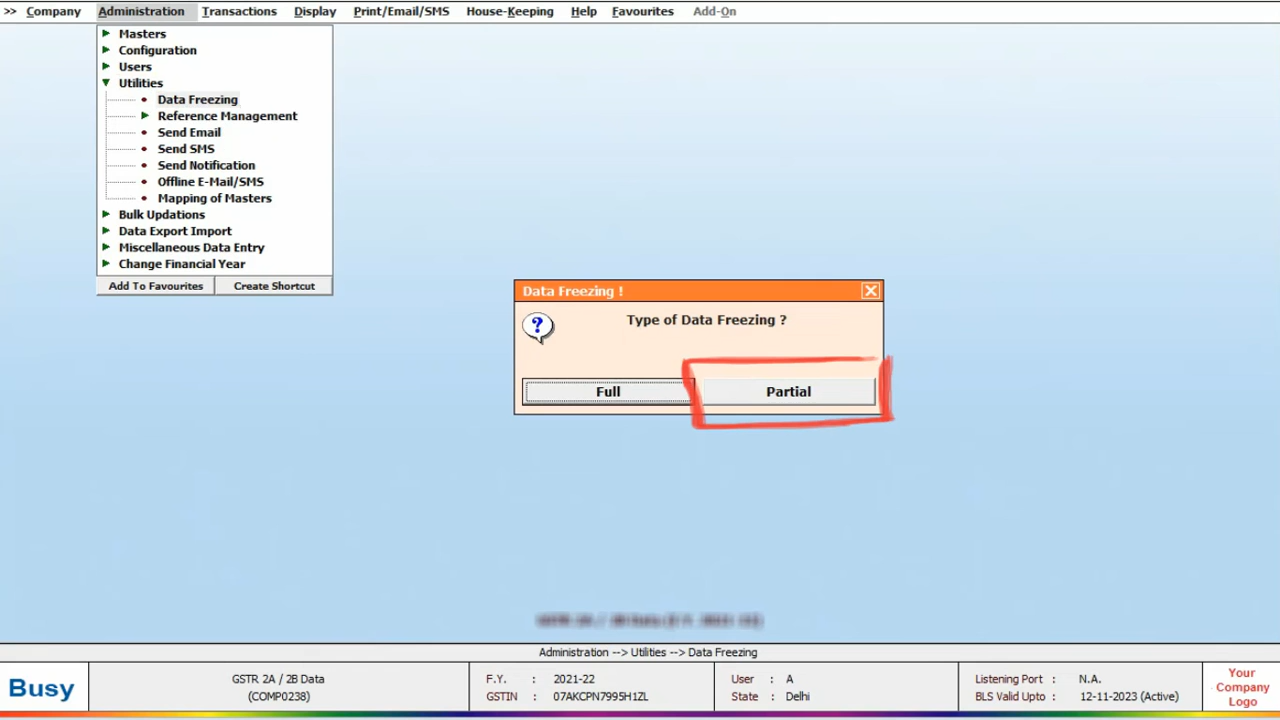 >> Company Administration Transactions Display Print/Email/SMS House-Keeping Help Favourites Add-On
Masters
Configuration
Users
Utilities
Data Freezing
Reference Management
Send Email
Send SMS
Send Notification
Offline E-Mail/SMS
Mapping of Masters
Bulk Updations
Data Export Import
Miscellaneous Data Entry
Change Financial Year
Add To Favourites Create Shortcut
Data Freezing !
?
Type of Data Freezing ?
Full Partial
Administration --> Utilities --> Data Freezing
Busy
GSTR 2A / 2B Data
(COMP0238)
F.Y. : 2021-22
GSTIN : 07AKCPN7995H1ZL
User : A
State : Delhi
Listening Port : N.A.
BLS Valid Upto : 12-11-2023 (Active)
Your
Company
Logo